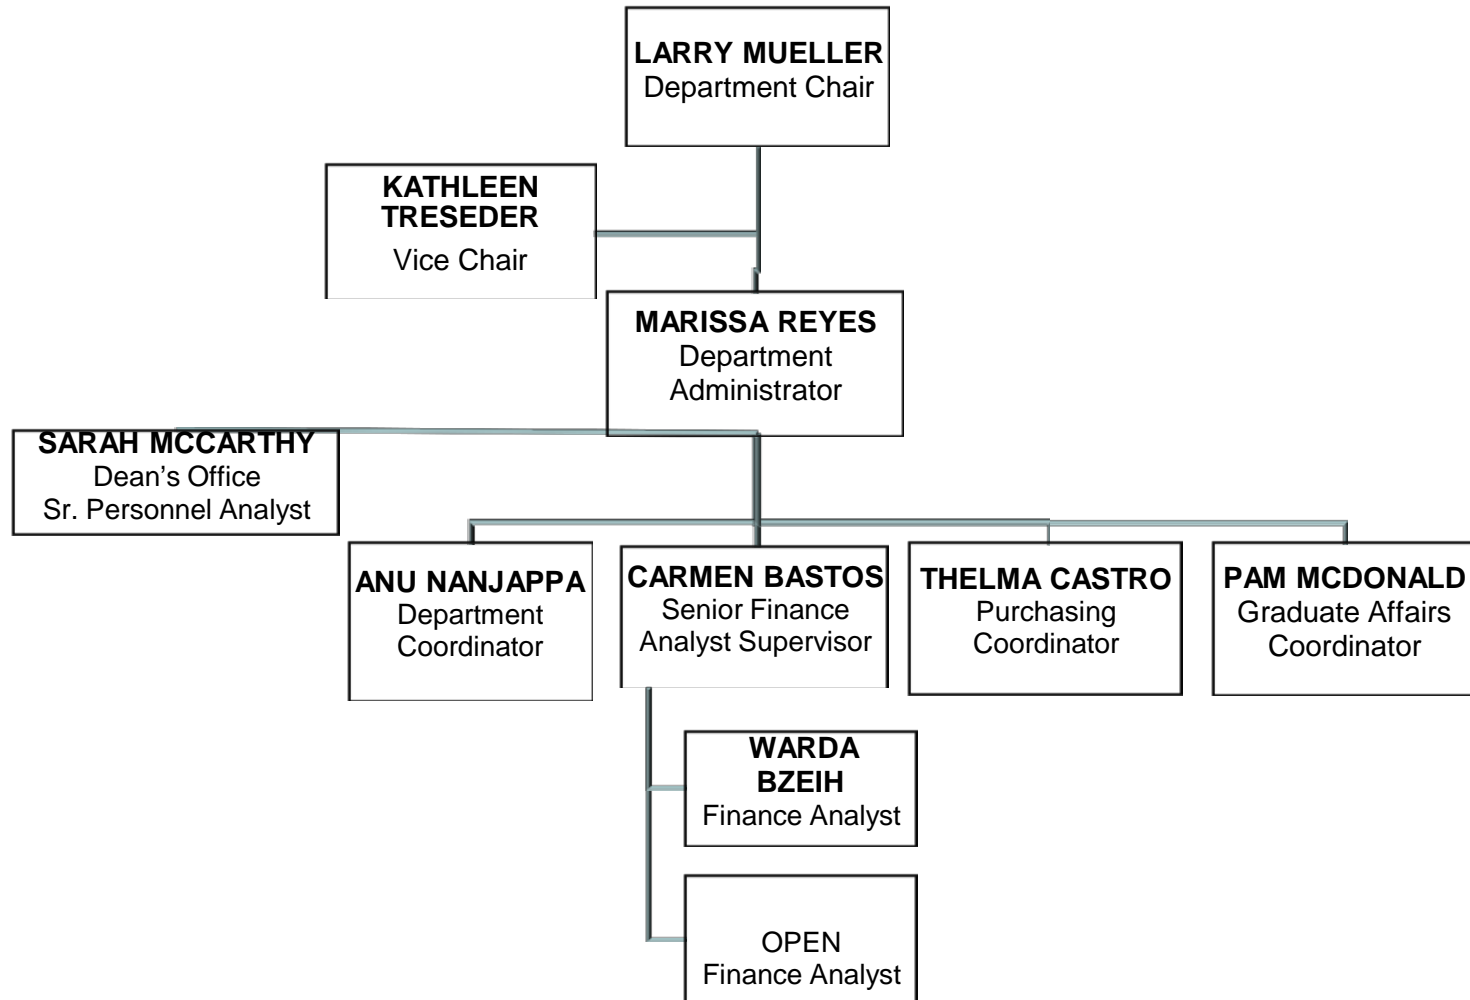 LARRY MUELLER
Department Chair
KATHLEEN
TRESEDER
Vice Chair
MARISSA REYES
Department
Administrator
SARAH MCCARTHY
Dean’s Office
Sr. Personnel Analyst
ANU NANJAPPA
Department
Coordinator
CARMEN BASTOS
Senior Finance
Analyst Supervisor
THELMA CASTRO
Purchasing
Coordinator
PAM MCDONALD
Graduate Affairs
Coordinator
WARDA
BZEIH
Finance Analyst
OPEN
Finance Analyst